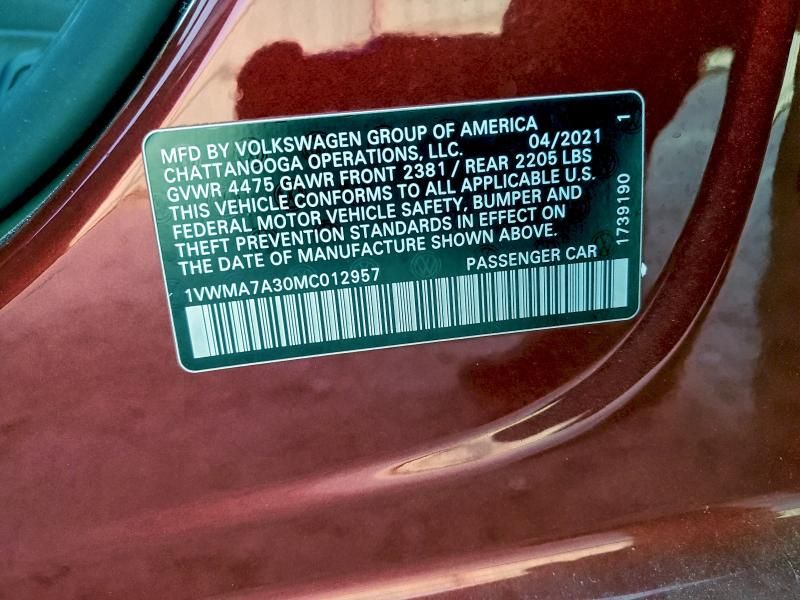 MFD BY VOLKSWAGEN GROUP OF AMERICA
CHATTANOOGA OPERATIONS, LLC. 04/2021
GVWR 4475 GAWR FRONT 2381 / REAR 2205 LBS
THIS VEHICLE CONFORMS TO ALL APPLICABLE U.S.
FEDERAL MOTOR VEHICLE SAFETY, BUMPER AND
THEFT PREVENTION STANDARDS IN EFFECT ON
THE DATE OF MANUFACTURE SHOWN ABOVE.
1VWMA7A30MC012957 PASSENGER CAR
1739190 1